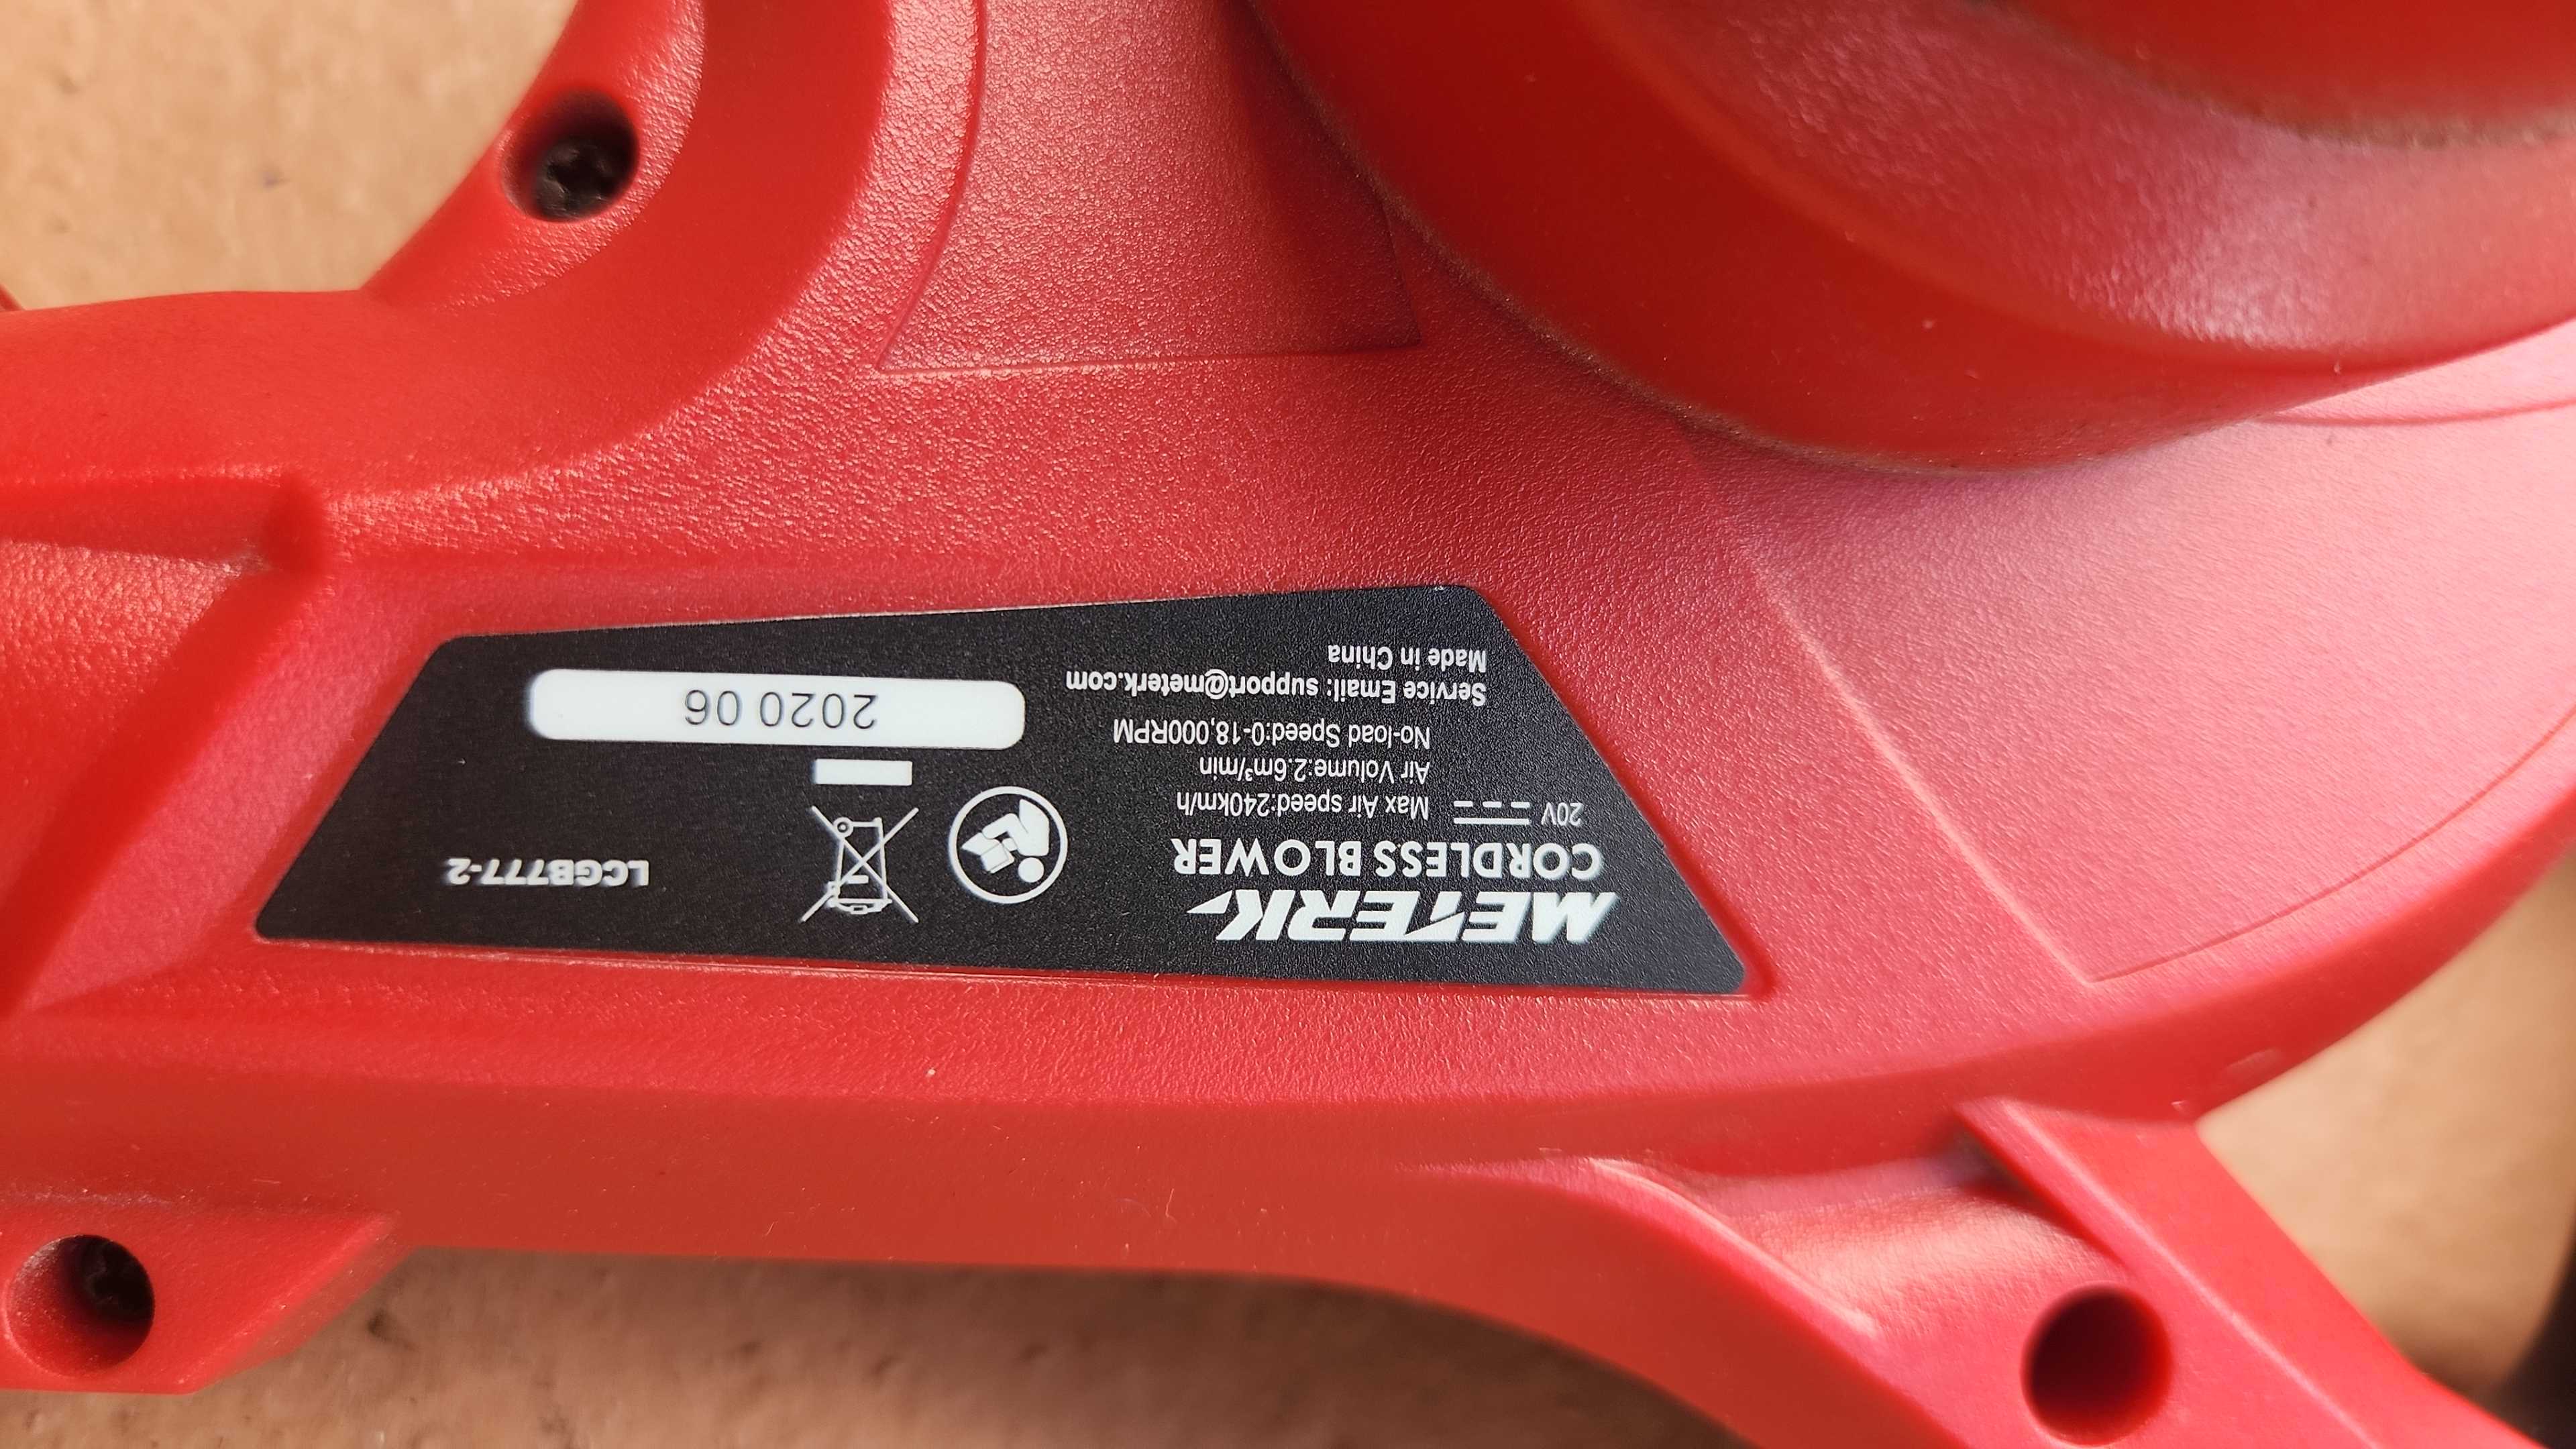 METERK
CORDLESS BLOWER
20V
Max Air speed:240km/h
Air Volume:2.6m³/min
No-load Speed:0-18,000RPM
Service Email: support@meterk.com
Made in China
LCGB777-2
2020 06